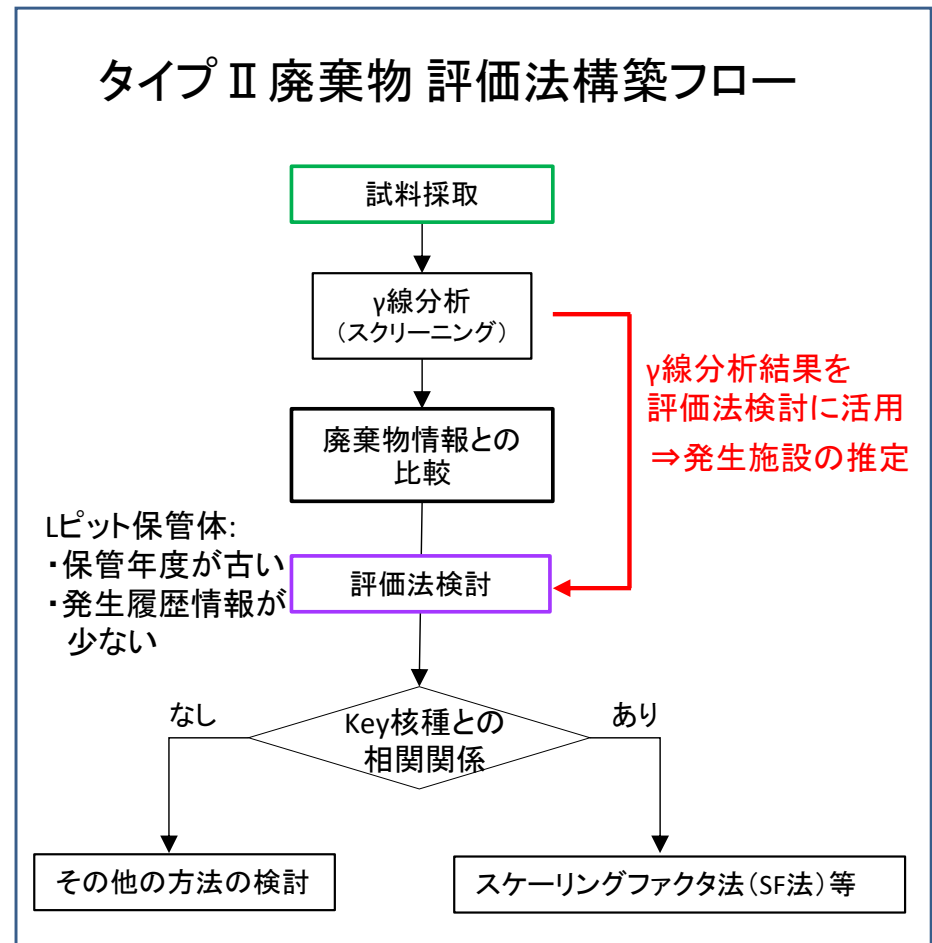 タイプⅡ廃棄物 評価法構築フロー
試料採取
γ線分析
（スクリーニング）
γ線分析結果を
評価法検討に活用
⇒発生施設の推定
廃棄物情報との
比較
Lピット保管体:
・保管年度が古い
・発生履歴情報が
少ない
評価法検討
Key核種との
相関関係
なし
あり
その他の方法の検討
スケーリングファクタ法（SF法）等